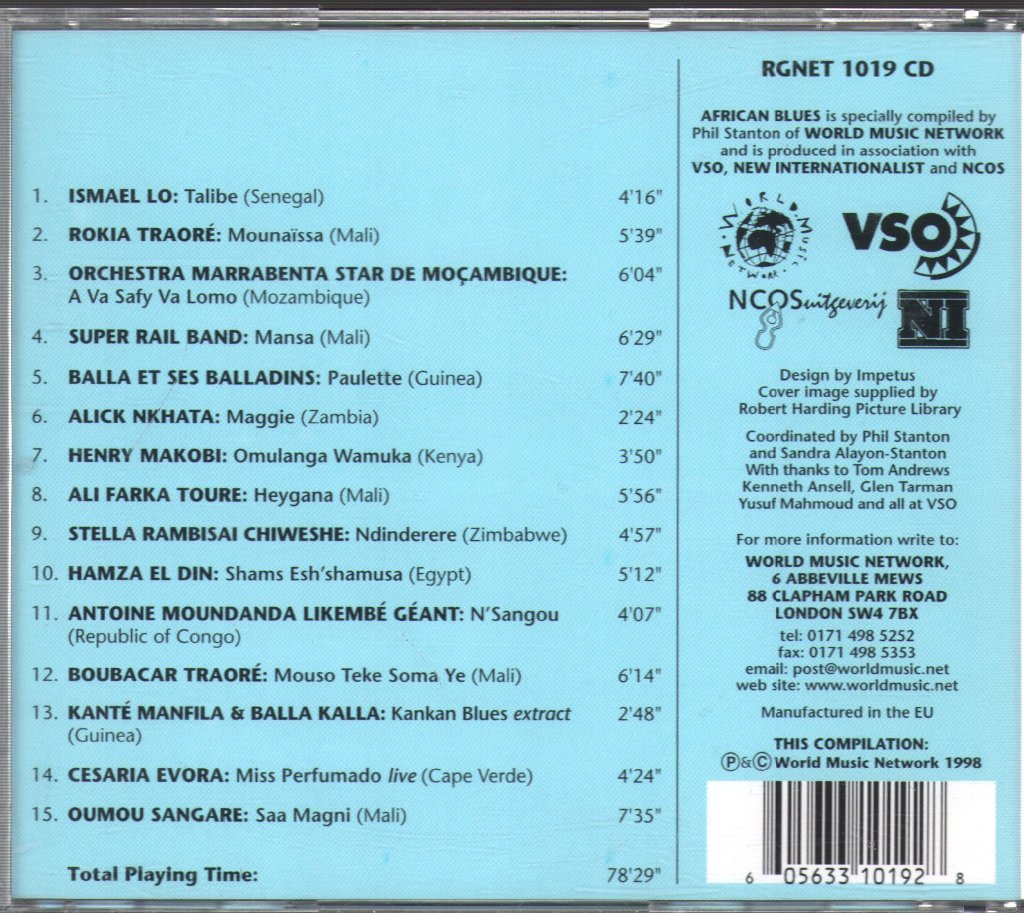 1. ISMAEL LO: Talibe (Senegal) 4'16"
2. ROKIA TRAORÉ: Mounaïssa (Mali) 5'39"
3. ORCHESTRA MARRABENTA STAR DE MOÇAMBIQUE: 6'04"
A Va Safy Va Lomo (Mozambique)
4. SUPER RAIL BAND: Mansa (Mali) 6'29"
5. BALLA ET SES BALLADINS: Paulette (Guinea) 7'40"
6. ALICK NKHATA: Maggie (Zambia) 2'24"
7. HENRY MAKOBI: Omulanga Wamuka (Kenya) 3'50"
8. ALI FARKA TOURE: Heygana (Mali) 5'56"
9. STELLA RAMBISAI CHIWESHE: Ndinderere (Zimbabwe) 4'57"
10. HAMZA EL DIN: Shams Esh'shamusa (Egypt) 5'12"
11. ANTOINE MOUNDANDA LIKEMBÉ GÉANT: N'Sangou 4'07"
(Republic of Congo)
12. BOUBACAR TRAORÉ: Mouso Teke Soma Ye (Mali) 6'14"
13. KANTÉ MANFILA & BALLA KALLA: Kankan Blues extract 2'48"
(Guinea)
14. CESARIA EVORA: Miss Perfumado live (Cape Verde) 4'24"
15. OUMOU SANGARE: Saa Magni (Mali) 7'35"
Total Playing Time: 78'29"
RGNET 1019 CD
AFRICAN BLUES is specially compiled by
Phil Stanton of WORLD MUSIC NETWORK
and is produced in association with
VSO, NEW INTERNATIONALIST and NCOS
WORLD MUSIC NETWORK
VSO
NCOS uitgeverij
NI
Design by Impetus
Cover image supplied by
Robert Harding Picture Library
Coordinated by Phil Stanton
and Sandra Alayon-Stanton
With thanks to Tom Andrews
Kenneth Ansell, Glen Tarman
Yusuf Mahmoud and all at VSO
For more information write to:
WORLD MUSIC NETWORK,
6 ABBEVILLE MEWS
88 CLAPHAM PARK ROAD
LONDON SW4 7BX
tel: 0171 498 5252
fax: 0171 498 5353
email: post@worldmusic.net
web site: www.worldmusic.net
Manufactured in the EU
THIS COMPILATION:
Ⓟ&Ⓒ World Music Network 1998
6 05633 10192 8